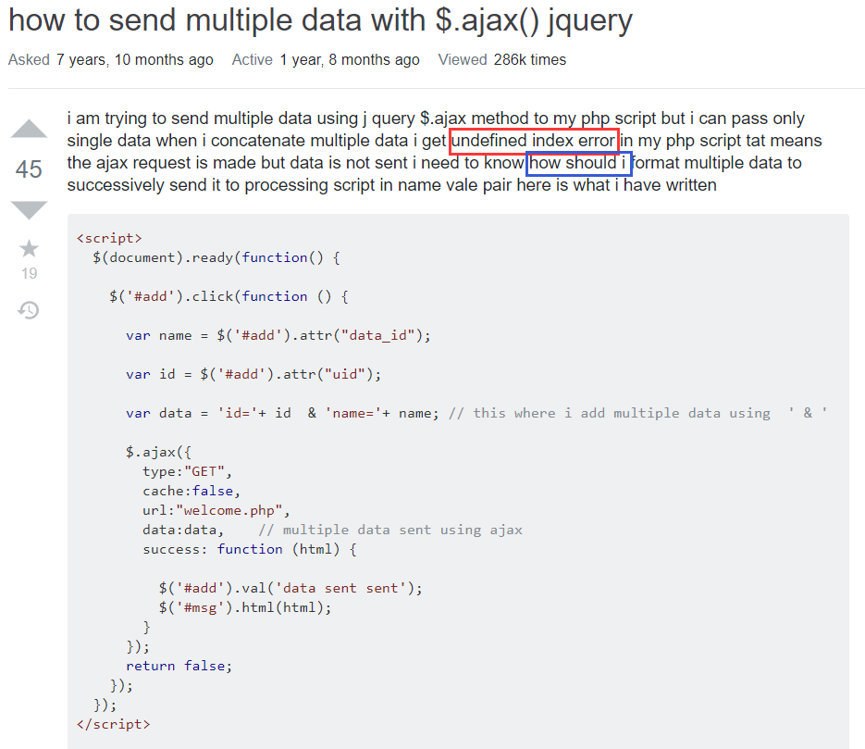 how to send multiple data with $.ajax() jquery
Asked 7 years, 10 months ago Active 1 year, 8 months ago Viewed 286k times
i am trying to send multiple data using j query $.ajax method to my php script but i can pass only
single data when i concatenate multiple data i get undefined index error in my php script tat means
the ajax request is made but data is not sent i need to know how should i format multiple data to
successively send it to processing script in name vale pair here is what i have written
45
19
<script>
$(document).ready(function() {
$('#add').click(function () {
var name = $('#add').attr("data_id");
var id = $('#add').attr("uid");
var data = 'id='+ id & 'name='+ name; // this where i add multiple data using ' & '
$.ajax({
type:"GET",
cache:false,
url:"welcome.php",
data:data, // multiple data sent using ajax
success: function (html) {
$('#add').val('data sent sent');
$('#msg').html(html);
}
});
return false;
});
});
</script>